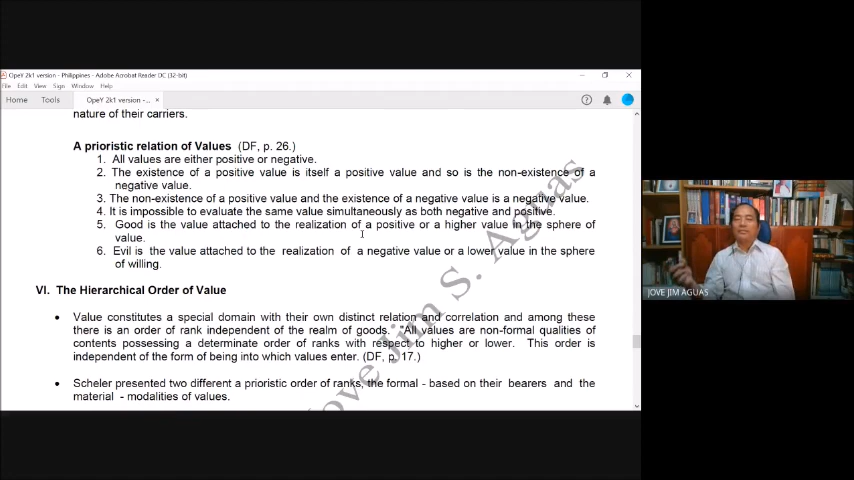 OpeY 2k1 version - Philippines - Adobe Acrobat Reader DC (32-bit)
File Edit View Sign Window Help
Home Tools OpeY 2k1 version -... ×
nature of their carriers.
A prioristic relation of Values (DF, p. 26.)
1. All values are either positive or negative.
2. The existence of a positive value is itself a positive value and so is the non-existence of a
negative value.
3. The non-existence of a positive value and the existence of a negative value is a negative value.
4. It is impossible to evaluate the same value simultaneously as both negative and positive.
5. Good is the value attached to the realization of a positive or a higher value in the sphere of
value.
6. Evil is the value attached to the realization of a negative value or a lower value in the sphere
of willing.
VI. The Hierarchical Order of Value
• Value constitutes a special domain with their own distinct relation and correlation and among these
there is an order of rank independent of the realm of goods. All values are non-formal qualities of
contents possessing a determinate order of ranks with respect to higher or lower. This order is
independent of the form of being into which values enter. (DF, p. 17.)
• Scheler presented two different a prioristic order of ranks, the formal - based on their bearers and the
material - modalities of values.
Jove Jim S. Aguas
JOVE JIM AGUAS